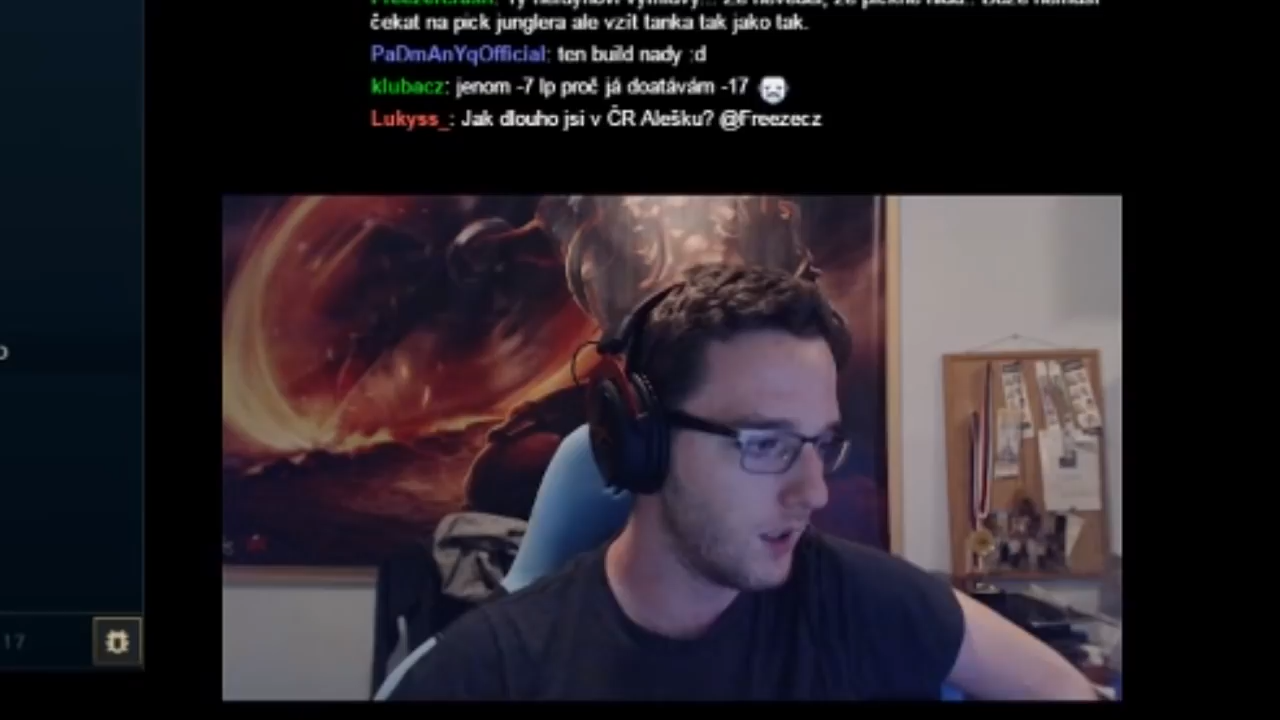 čekat na pick junglera ale vzít tanka tak jako tak.
PaDmAnYqOfficial: ten build nady :d
klubacz: jenom -7 lp proč já doatávám -17
Lukyss_: Jak dlouho jsi v ČR Alešku? @Freezecz
17